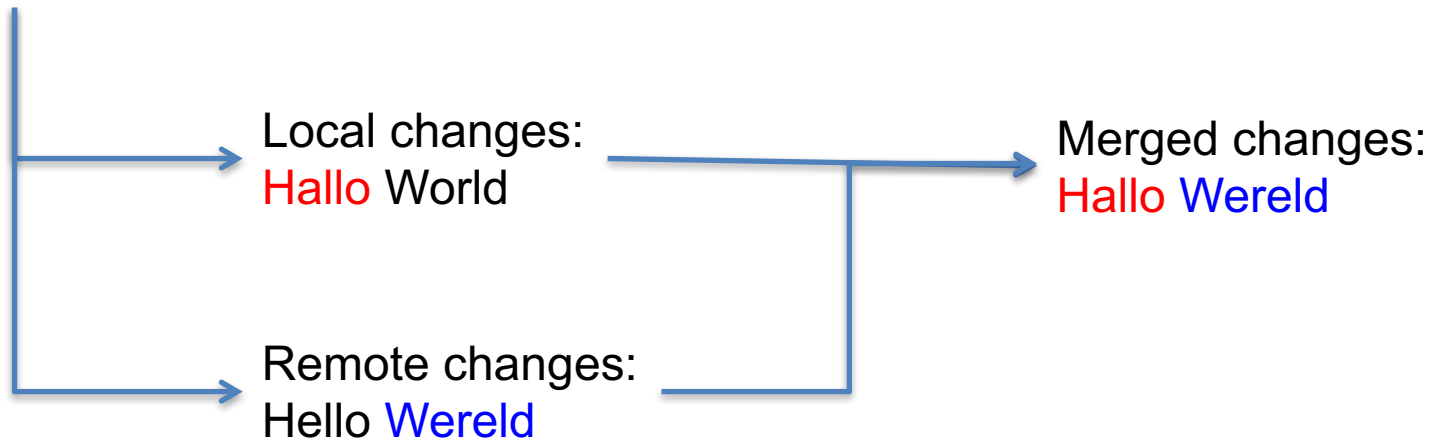 Local changes:
Hallo World
Merged changes:
Hallo Wereld
Remote changes:
Hello Wereld